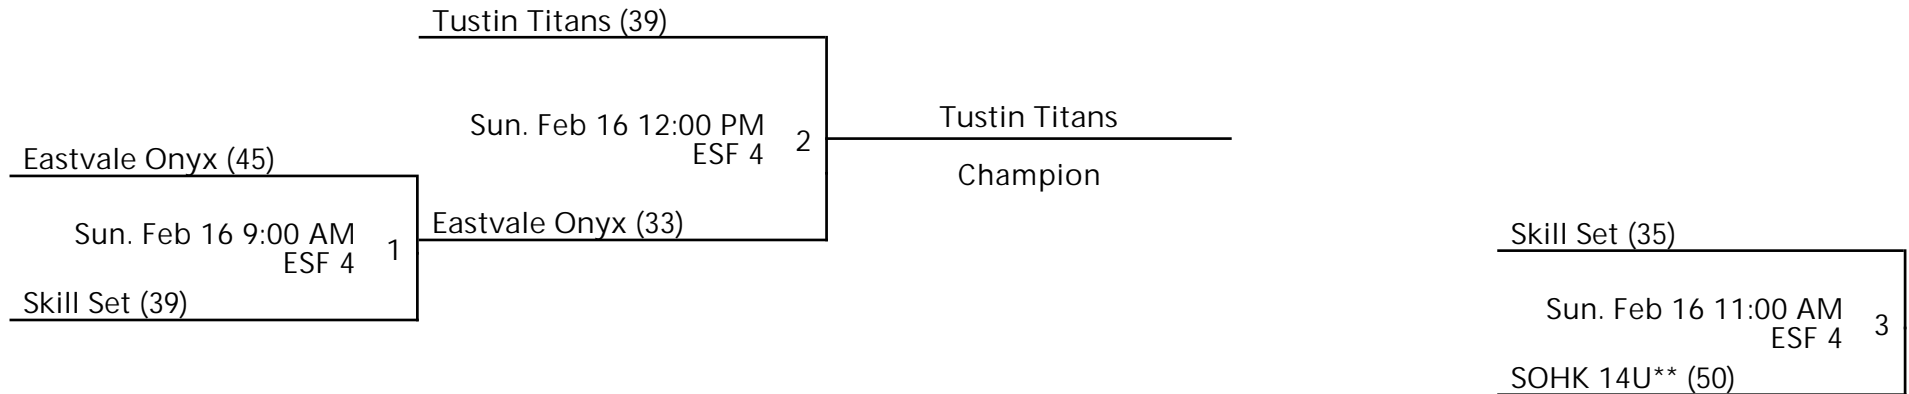 Tustin Titans (39)
Sun. Feb 16 12:00 PM
ESF 4
2
Tustin Titans
Champion
Eastvale Onyx (45)
Sun. Feb 16 9:00 AM
ESF 4
1
Eastvale Onyx (33)
Skill Set (39)
Skill Set (35)
Sun. Feb 16 11:00 AM
ESF 4
3
SOHK 14U** (50)